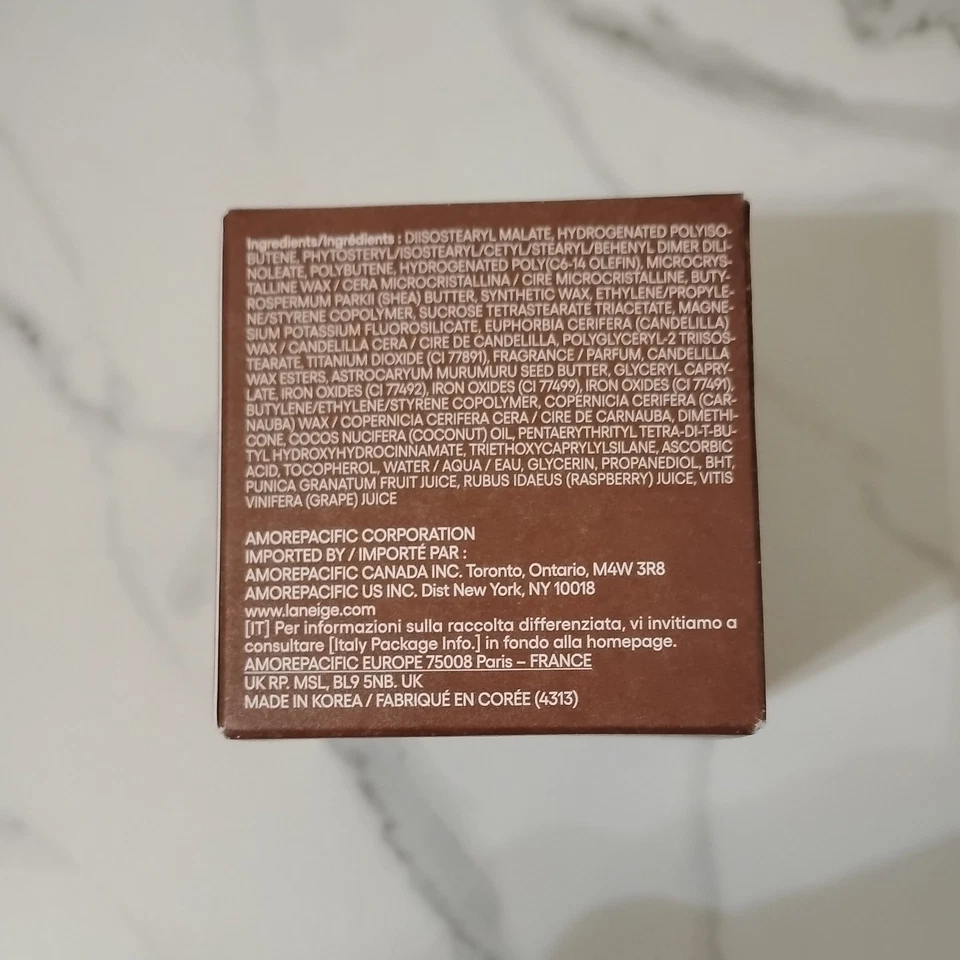 Ingredients/Ingrédients : DIISOSTEARYL MALATE, HYDROGENATED POLYISO-
BUTENE, PHYTOSTERYL/ISOSTEARYL/CETYL/STEARYL/BEHENYL DIMER DILI-
NOLEATE, POLYBUTENE, HYDROGENATED POLY(C6-14 OLEFIN), MICROCRYS-
TALLINE WAX / CERA MICROCRISTALLINA / CIRE MICROCRISTALLINE, BUTY-
ROSPERMUM PARKII (SHEA) BUTTER, SYNTHETIC WAX, ETHYLENE/PROPYLE-
NE/STYRENE COPOLYMER, SUCROSE TETRASTEARATE TRIACETATE, MAGNE-
SIUM POTASSIUM FLUOROSILICATE, EUPHORBIA CERIFERA (CANDELILLA)
WAX / CANDELILLA CERA / CIRE DE CANDELILLA, POLYGLYCERYL-2 TRIISOS-
TEARATE, TITANIUM DIOXIDE (CI 77891), FRAGRANCE / PARFUM, CANDELILLA
WAX ESTERS, ASTROCARYUM MURUMURU SEED BUTTER, GLYCERYL CAPRY-
LATE, IRON OXIDES (CI 77492), IRON OXIDES (CI 77499), IRON OXIDES (CI 77491),
BUTYLENE/ETHYLENE/STYRENE COPOLYMER, COPERNICIA CERIFERA (CAR-
NAUBA) WAX / COPERNICIA CERIFERA CERA / CIRE DE CARNAUBA, DIMETHI-
CONE, COCOS NUCIFERA (COCONUT) OIL, PENTAERYTHRITYL TETRA-DI-T-BU-
TYL HYDROXYHYDROCINNAMATE, TRIETHOXYCAPRYLYLSILANE, ASCORBIC
ACID, TOCOPHEROL, WATER / AQUA / EAU, GLYCERIN, PROPANEDIOL, BHT,
PUNICA GRANATUM FRUIT JUICE, RUBUS IDAEUS (RASPBERRY) JUICE, VITIS
VINIFERA (GRAPE) JUICE
AMOREPACIFIC CORPORATION
IMPORTED BY / IMPORTÉ PAR :
AMOREPACIFIC CANADA INC. Toronto, Ontario, M4W 3R8
AMOREPACIFIC US INC. Dist New York, NY 10018
www.laneige.com
[IT] Per informazioni sulla raccolta differenziata, vi invitiamo a
consultare [Italy Package Info.] in fondo alla homepage.
AMOREPACIFIC EUROPE 75008 Paris – FRANCE
UK RP. MSL, BL9 5NB. UK
MADE IN KOREA / FABRIQUÉ EN CORÉE (4313)